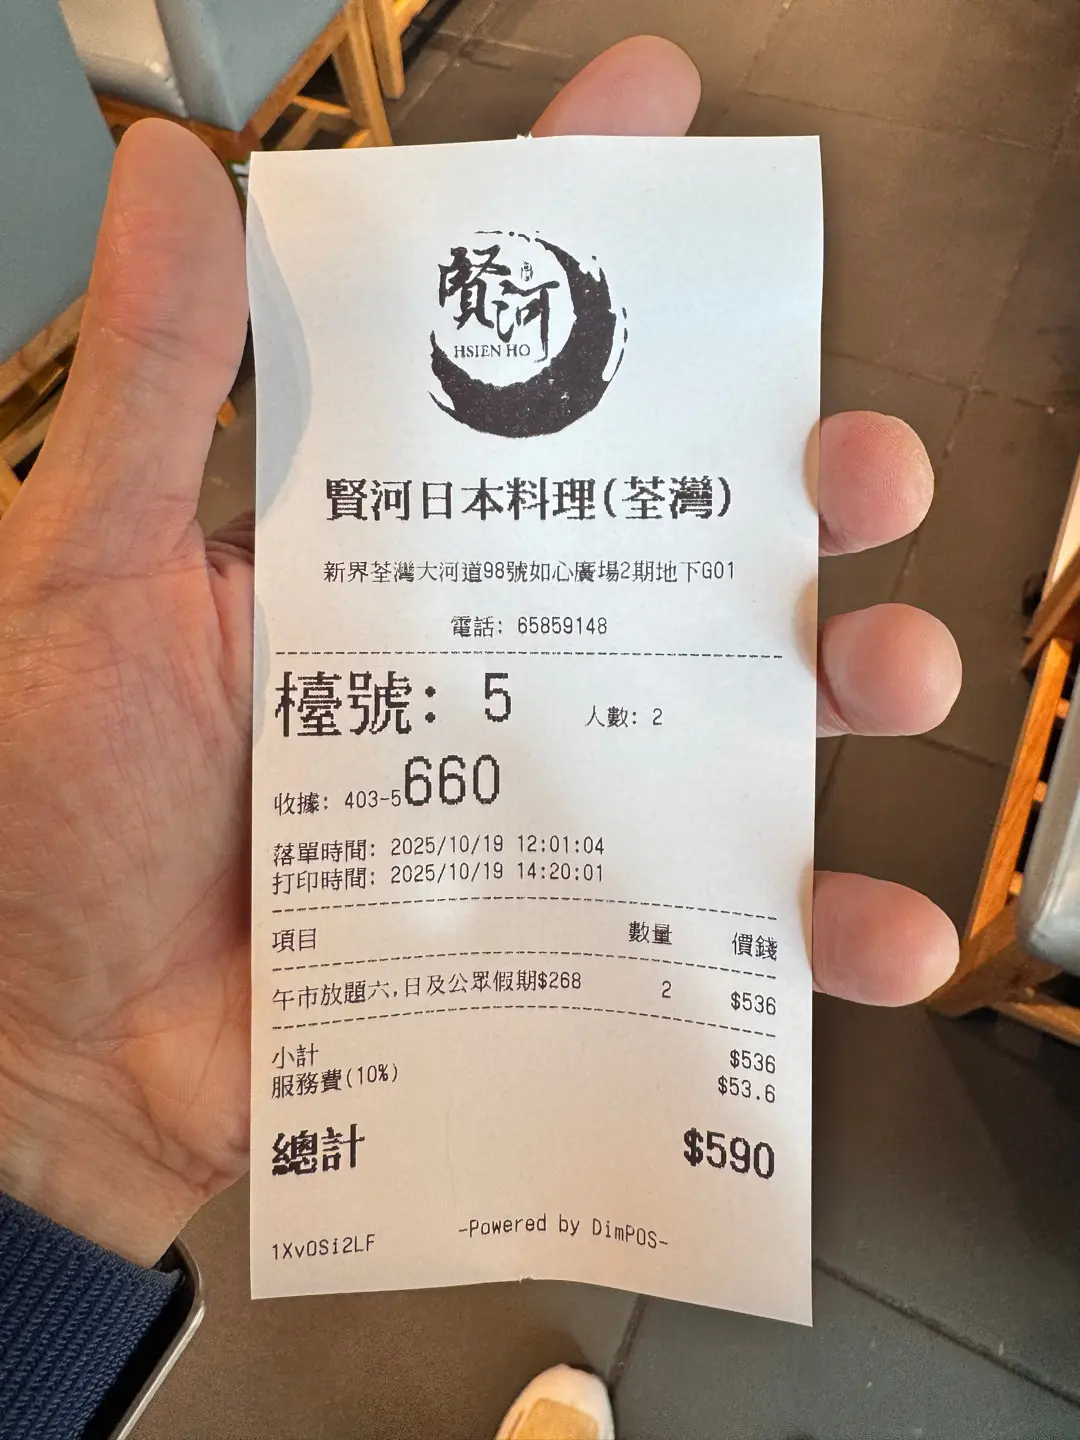 賢河
HSIEN HO
賢河日本料理(荃灣)
新界荃灣大河道98號如心廣場2期地下G01
電話: 65859148
檯號: 5 人數: 2
收據: 403-5660
落單時間: 2025/10/19 12:01:04
打印時間: 2025/10/19 14:20:01
項目 數量 價錢
午市放題六,日及公眾假期$268 2 $536
小計 $536
服務費(10%) $53.6
總計 $590
1XvOSi2LF -Powered by DimPOS-